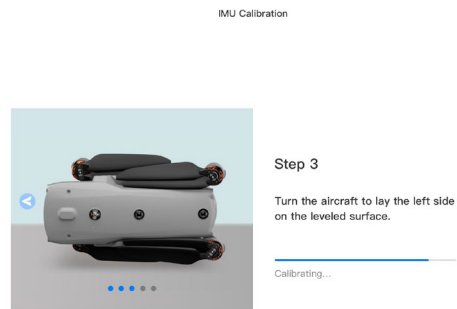 IMU Calibration
Step 3
Turn the aircraft to lay the left side
on the leveled surface.
Calibrating...